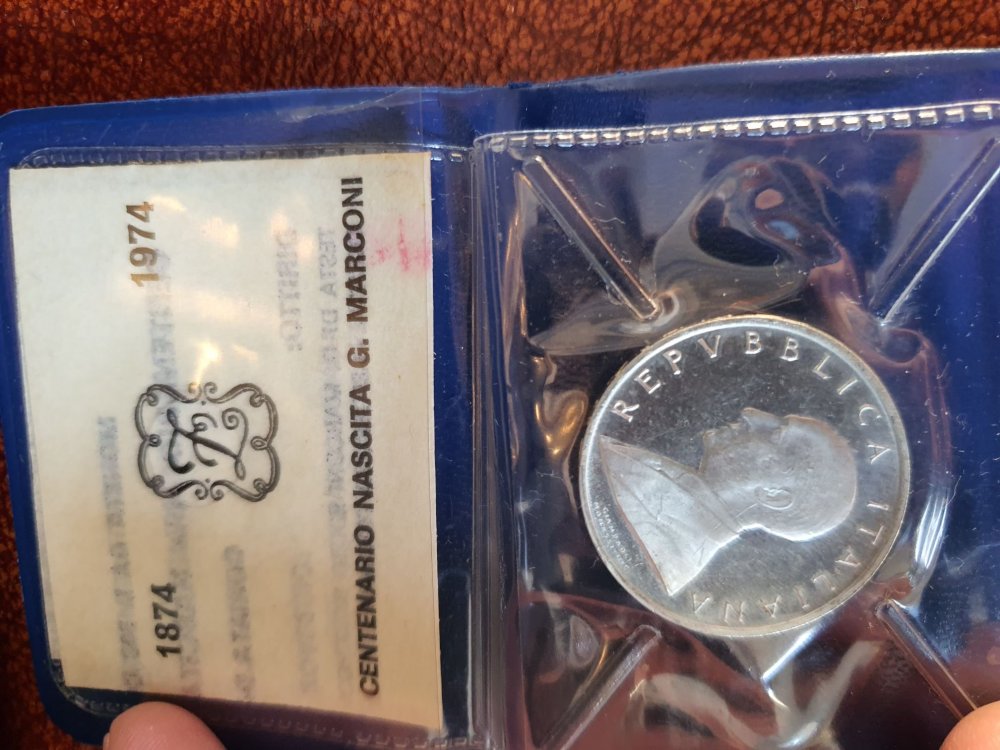 1874 1974
CENTENARIO NASCITA G. MARCONI
REPVBBLICA ITALIANA